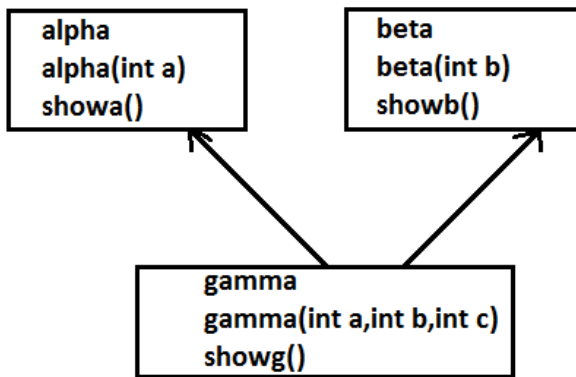 alpha
alpha(int a)
showa()
beta
beta(int b)
showb()
gamma
gamma(int a,int b,int c)
showg()